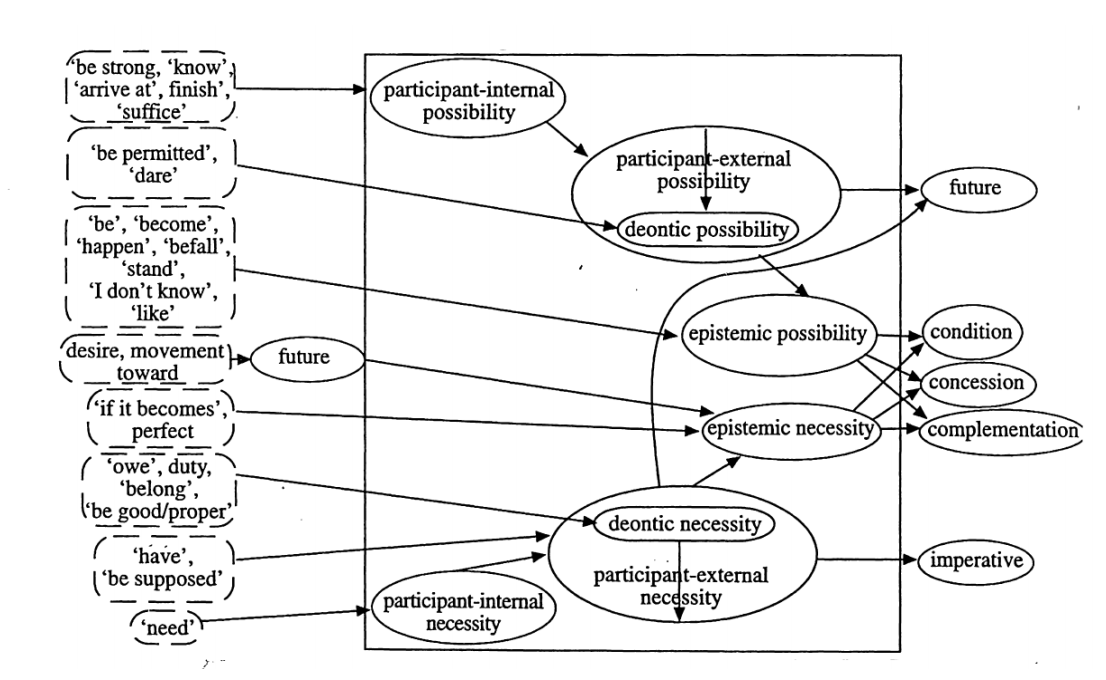 ‘be strong, ‘know’,
‘arrive at’, finish’,
‘suffice’
participant-internal
possibility
‘be permitted’,
‘dare’
participant-external
possibility
deontic possibility
future
‘be’, ‘become’,
‘happen’, ‘befall’,
‘stand’,
‘I don't know’,
‘like’
epistemic possibility
condition
desire, movement
toward
future
concession
‘if it becomes’,
perfect
epistemic necessity
complementation
‘owe’, duty,
‘belong’,
‘be good/proper’
deontic necessity
‘have’,
‘be supposed’
participant-external
necessity
imperative
participant-internal
necessity
‘need’